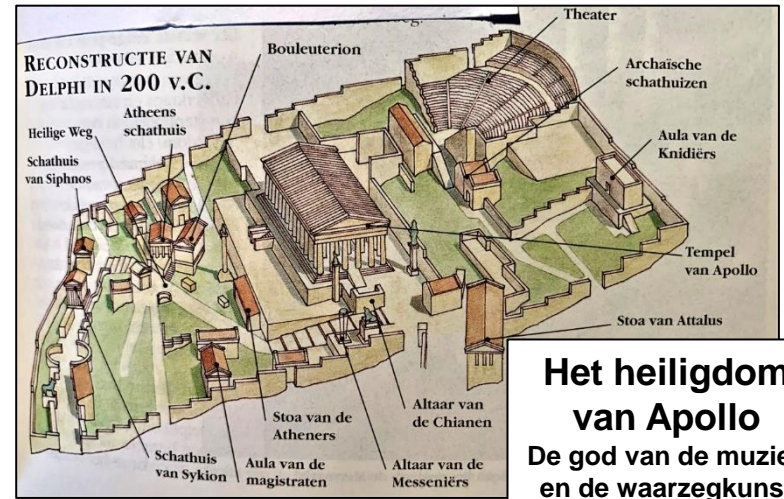 RECONSTRUCTIE VAN
DELPHI IN 200 V.C.
Bouleuterion
Theater
Archaïsche
schathuizen
Atheens
schathuis
Heilige Weg
Schathuis
van Siphnos
Aula van de
Knidiërs
Tempel
van Apollo
Stoa van Attalus
Altaar van
de Chianen
Stoa van de
Atheners
Schathuis
van Sykion
Aula van de
magistraten
Altaar van
de Messeniërs
Het heiligdom
van Apollo
De god van de muzie
en de waarzegkuns